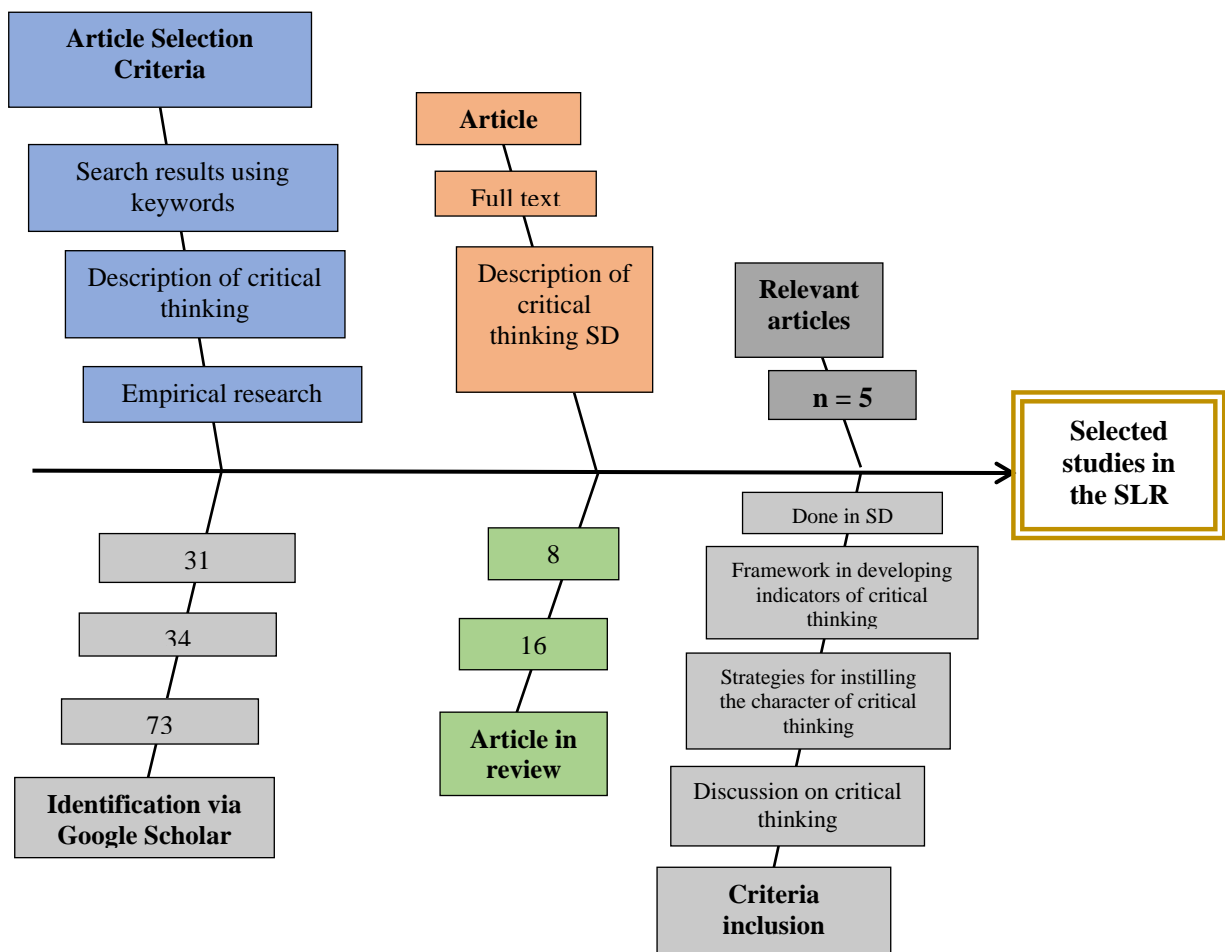 Article Selection
Criteria
Search results using
keywords
Description of critical
thinking
Empirical research
Article
Full text
Description of
critical
thinking SD
Relevant
articles
n = 5
Selected
studies in
the SLR
31
34
73
Identification via
Google Scholar
8
16
Article in
review
Done in SD
Framework in developing
indicators of critical
thinking
Strategies for instilling
the character of critical
thinking
Discussion on critical
thinking
Criteria
inclusion